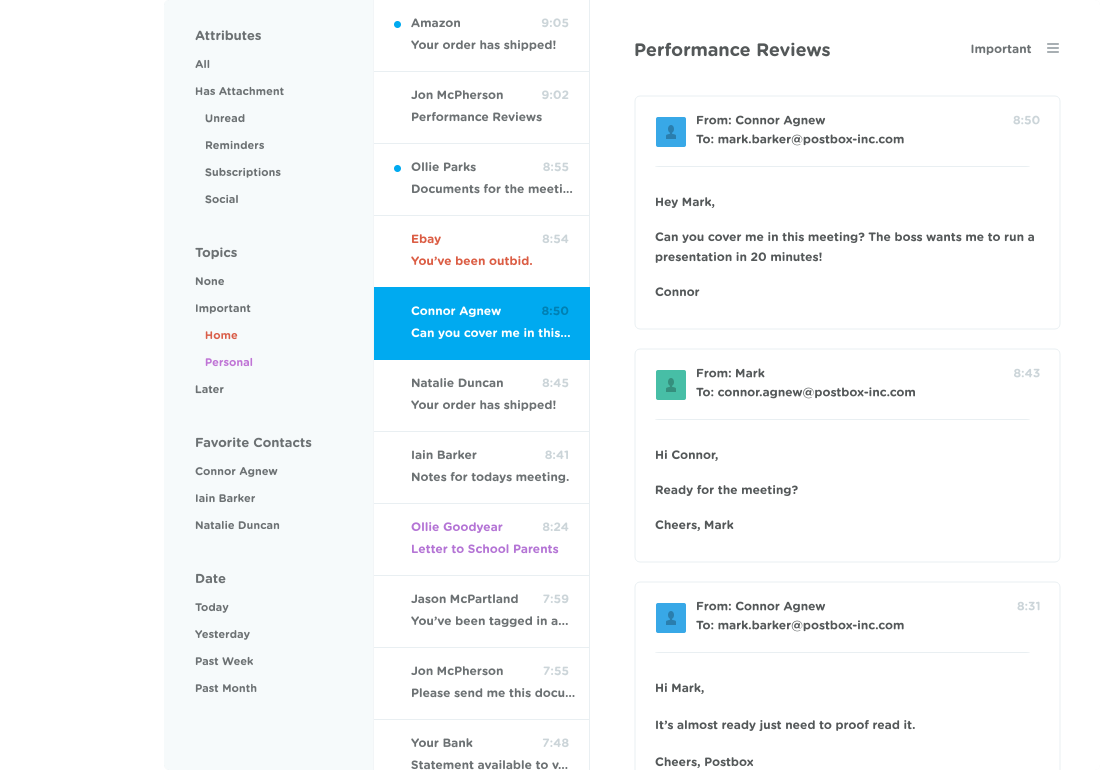 Attributes
All
Has Attachment
Unread
Reminders
Subscriptions
Social
Topics
None
Important
Home
Personal
Later
Favorite Contacts
Connor Agnew
Iain Barker
Natalie Duncan
Date
Today
Yesterday
Past Week
Past Month
Amazon 9:05
Your order has shipped!
Jon McPherson 9:02
Performance Reviews
Ollie Parks 8:55
Documents for the meeti...
Ebay 8:54
You’ve been outbid.
Connor Agnew 8:50
Can you cover me in this...
Natalie Duncan 8:45
Your order has shipped!
Iain Barker 8:41
Notes for todays meeting.
Ollie Goodyear 8:24
Letter to School Parents
Jason McPartland 7:59
You’ve been tagged in a...
Jon McPherson 7:55
Please send me this docu...
Your Bank 7:48
Statement available to v...
Performance Reviews Important
From: Connor Agnew 8:50
To: mark.barker@postbox-inc.com
Hey Mark,
Can you cover me in this meeting? The boss wants me to run a
presentation in 20 minutes!
Connor
From: Mark 8:43
To: connor.agnew@postbox-inc.com
Hi Connor,
Ready for the meeting?
Cheers, Mark
From: Connor Agnew 8:31
To: mark.barker@postbox-inc.com
Hi Mark,
It’s almost ready just need to proof read it.
Cheers, Postbox